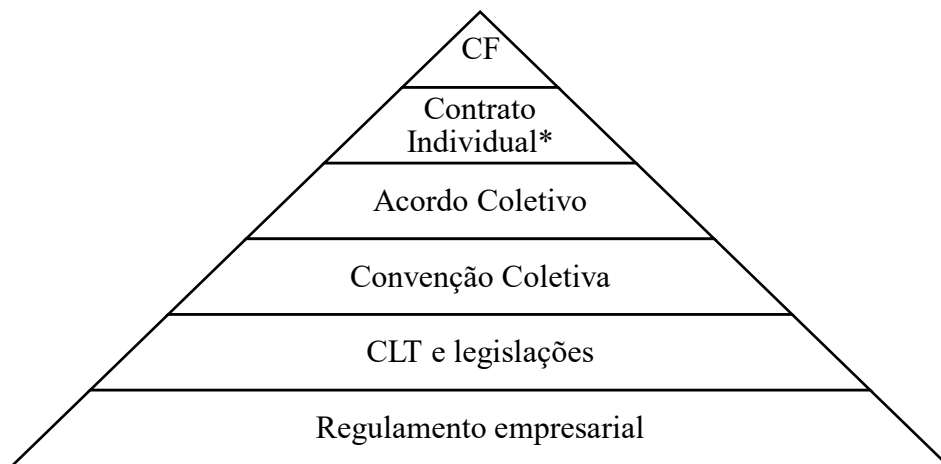 CF
Contrato
Individual*
Acordo Coletivo
Convenção Coletiva
CLT e legislações
Regulamento empresarial